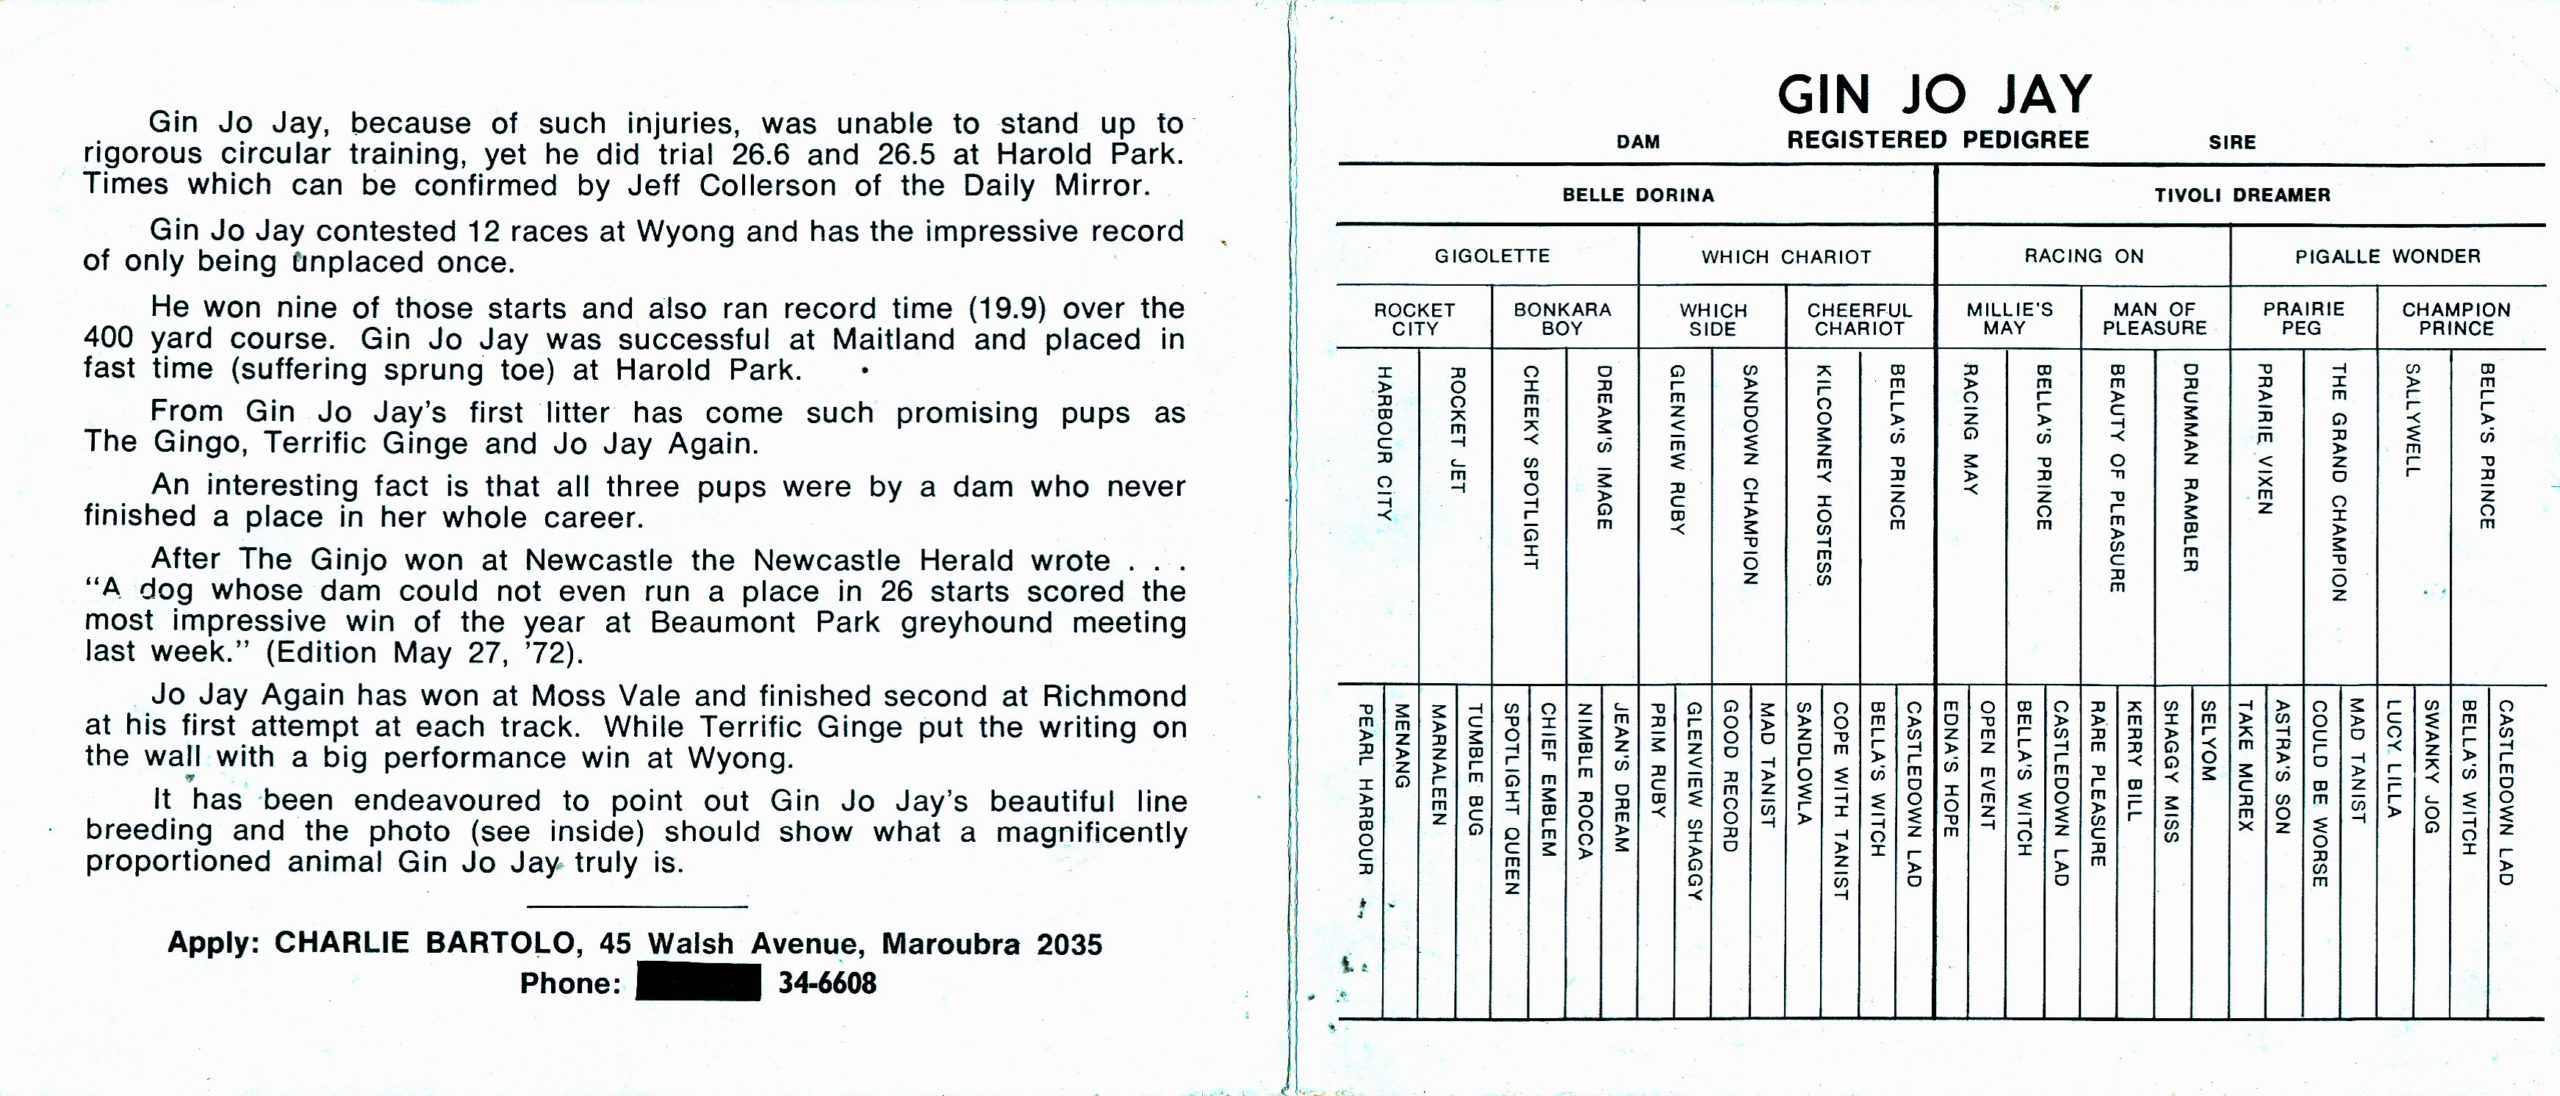 Gin Jo Jay, because of such injuries, was unable to stand up to
rigorous circular training, yet he did trial 26.6 and 26.5 at Harold Park.
Times which can be confirmed by Jeff Collerson of the Daily Mirror.
Gin Jo Jay contested 12 races at Wyong and has the impressive record
of only being unplaced once.
He won nine of those starts and also ran record time (19.9) over the
400 yard course. Gin Jo Jay was successful at Maitland and placed in
fast time (suffering sprung toe) at Harold Park.
From Gin Jo Jay's first litter has come such promising pups as
The Gingo, Terrific Ginge and Jo Jay Again.
An interesting fact is that all three pups were by a dam who never
finished a place in her whole career.
After The Ginjo won at Newcastle the Newcastle Herald wrote . . .
“A dog whose dam could not even run a place in 26 starts scored the
most impressive win of the year at Beaumont Park greyhound meeting
last week.” (Edition May 27, '72).
Jo Jay Again has won at Moss Vale and finished second at Richmond
at his first attempt at each track. While Terrific Ginge put the writing on
the wall with a big performance win at Wyong.
It has been endeavoured to point out Gin Jo Jay's beautiful line
breeding and the photo (see inside) should show what a magnificently
proportioned animal Gin Jo Jay truly is.
Apply: CHARLIE BARTOLO, 45 Walsh Avenue, Maroubra 2035
Phone: 34-6608
GIN JO JAY
DAM REGISTERED PEDIGREE SIRE
BELLE DORINA TIVOLI DREAMER
GIGOLETTE WHICH CHARIOT RACING ON PIGALLE WONDER
ROCKET BONKARA WHICH CHEERFUL MILLIE'S MAN OF PRAIRIE CHAMPION
CITY BOY SIDE CHARIOT MAY PLEASURE PEG PRINCE
HARBOUR CITY
ROCKET JET
CHEEKY SPOTLIGHT
DREAM'S IMAGE
GLENVIEW RUBY
SANDOWN CHAMPION
KILCOMNEY HOSTESS
BELLA'S PRINCE
RACING MAY
BELLA'S PRINCE
BEAUTY OF PLEASURE
DRUMMAN RAMBLER
PRAIRIE VIXEN
THE GRAND CHAMPION
SALLYWELL
BELLA'S PRINCE
PEARL HARBOUR
MENANG
MARNALEEN
TUMBLE BUG
SPOTLIGHT QUEEN
CHIEF EMBLEM
NIMBLE ROCCA
JEAN'S DREAM
PRIM RUBY
GLENVIEW SHAGGY
GOOD RECORD
MAD TANIST
SANDLOWLA
COPE WITH TANIST
BELLA'S WITCH
CASTLEDOWN LAD
EDNA'S HOPE
OPEN EVENT
BELLA'S WITCH
CASTLEDOWN LAD
RARE PLEASURE
KERRY BILL
SHAGGY MISS
SELYOM
TAKE MUREX
ASTRA'S SON
COULD BE WORSE
MAD TANIST
LUCY LILLA
SWANKY JOG
BELLA'S WITCH
CASTLEDOWN LAD